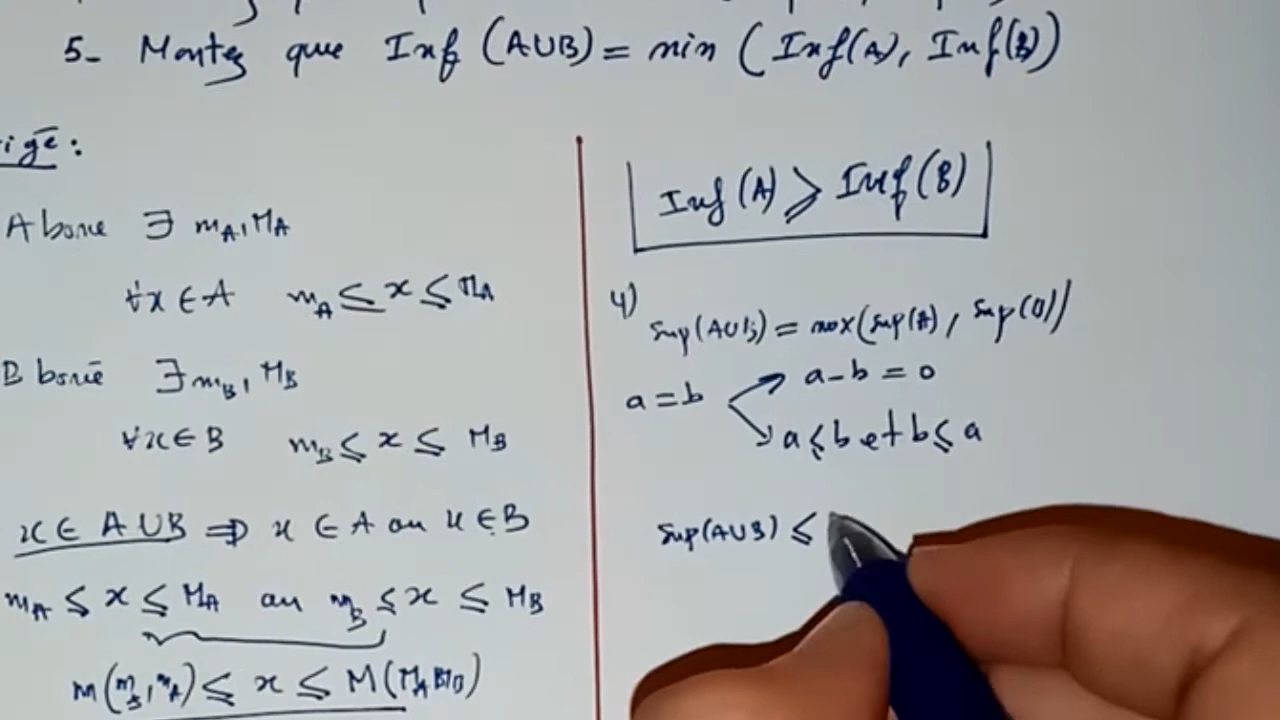 5- Montrez que Inf (A∪B) = min (Inf(A), Inf(B))
igé :
A borné ∃ m_A, M_A
∀x ∈ A m_A ≤ x ≤ M_A
B borné ∃ m_B, M_B
∀x ∈ B m_B ≤ x ≤ M_B
x ∈ A ∪ B ⇒ x ∈ A ou x ∈ B
m_A ≤ x ≤ M_A ou m_B ≤ x ≤ M_B
m(m_B, m_A) ≤ x ≤ M(M_A, M_B)
Inf (A) ≥ Inf (B)
4)
Sup(A∪B) = max(Sup(A), Sup(B))
a = b
a - b = 0
a ≤ b et b ≤ a
Sup(A∪B) ≤